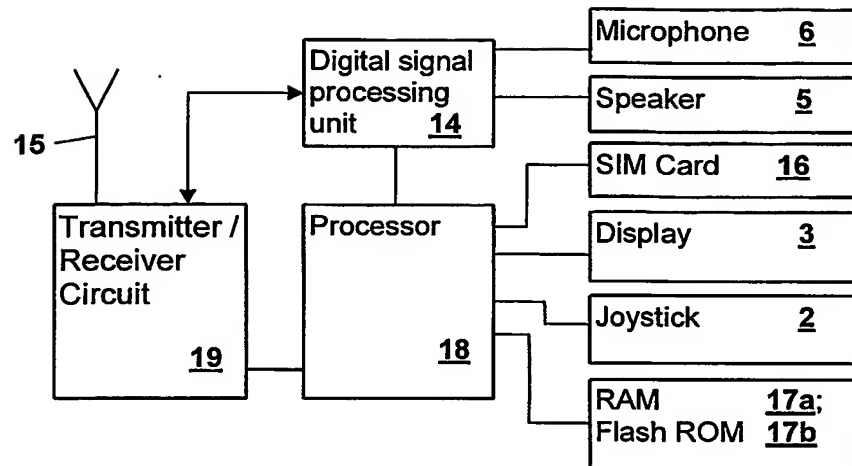 Microphone 6
Digital signal
processing
unit 14
Speaker 5
15
SIM Card 16
Transmitter /
Receiver
Circuit
19
Processor
18
Display 3
Joystick 2
RAM 17a;
Flash ROM 17b